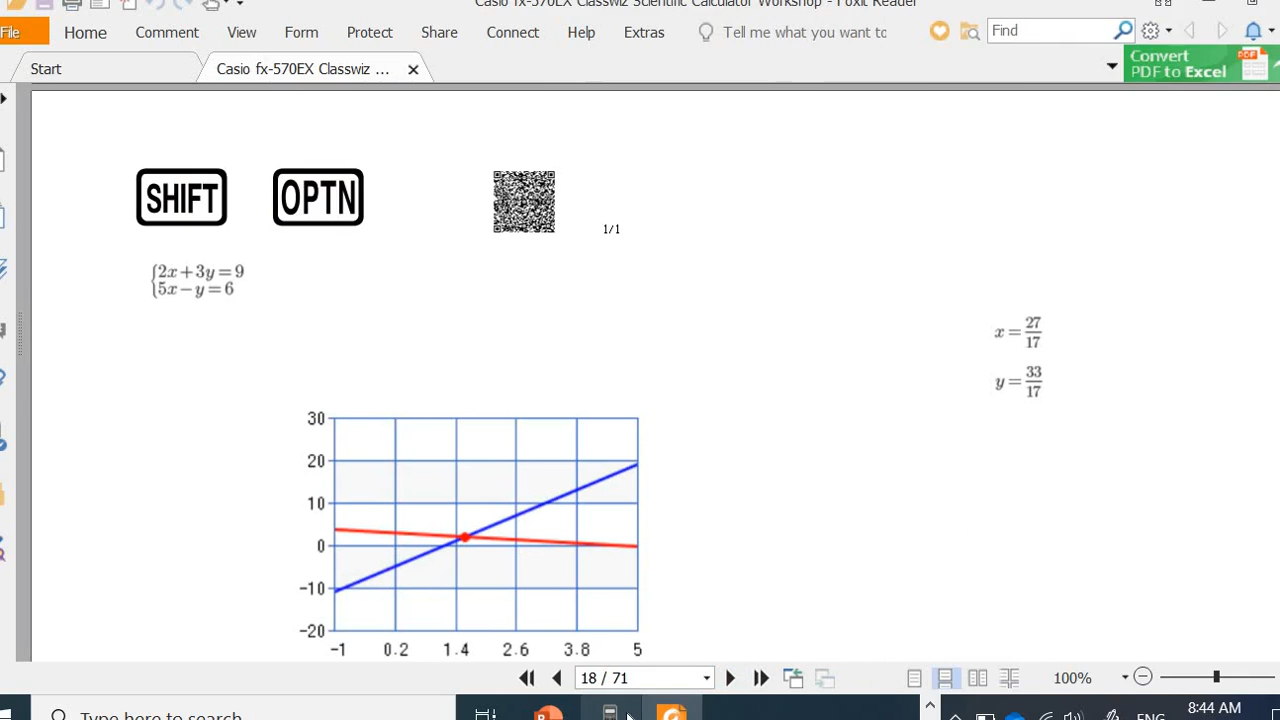 Casio fx-570EX Classwiz Scientific Calculator Workshop - Foxit Reader
File Home Comment View Form Protect Share Connect Help Extras Tell me what you want to Find
Start Casio fx-570EX Classwiz ...
Convert
PDF to Excel
SHIFT OPTN
1/1
2x+3y=9
5x−y=6
x=27/17
y=33/17
30
20
10
0
−10
−20
−1 0.2 1.4 2.6 3.8 5
18 / 71 100%
Type here to search 8:44 AM